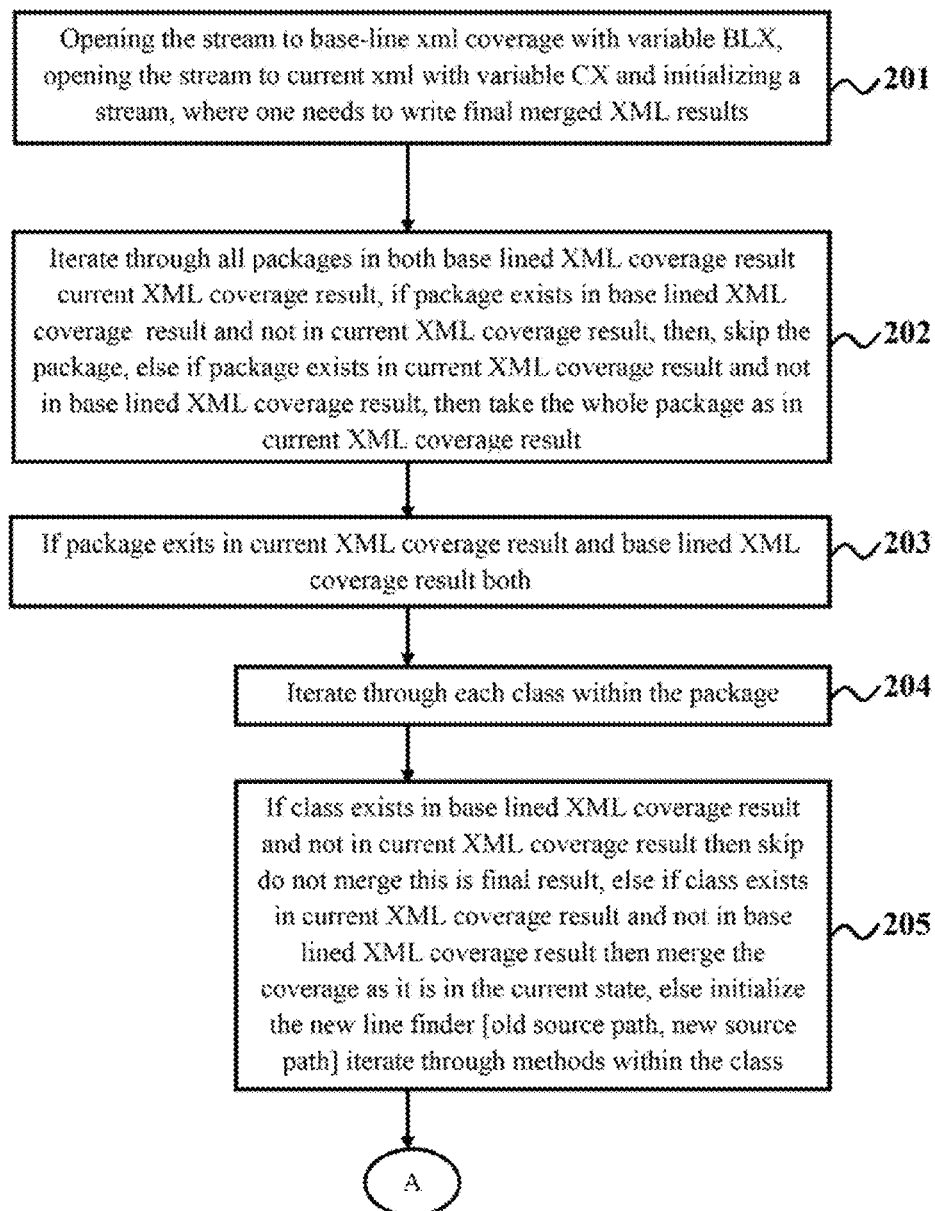 Opening the stream to base-line xml coverage with variable BLX,
opening the stream to current xml with variable CX and initializing a
stream, where one needs to write final merged XML results
201
Iterate through all packages in both base lined XML coverage result
current XML coverage result, if package exists in base lined XML
coverage result and not in current XML coverage result, then, skip the
package, else if package exists in current XML coverage result and not
in base lined XML coverage result, then take the whole package as in
current XML coverage result
202
If package exits in current XML coverage result and base lined XML
coverage result both
203
Iterate through each class within the package
204
If class exists in base lined XML coverage result
and not in current XML coverage result then skip
do not merge this is final result, else if class exists
in current XML coverage result and not in base
lined XML coverage result then merge the
coverage as it is in the current state, else initialize
the new line finder [old source path, new source
path] iterate through methods within the class
205
A